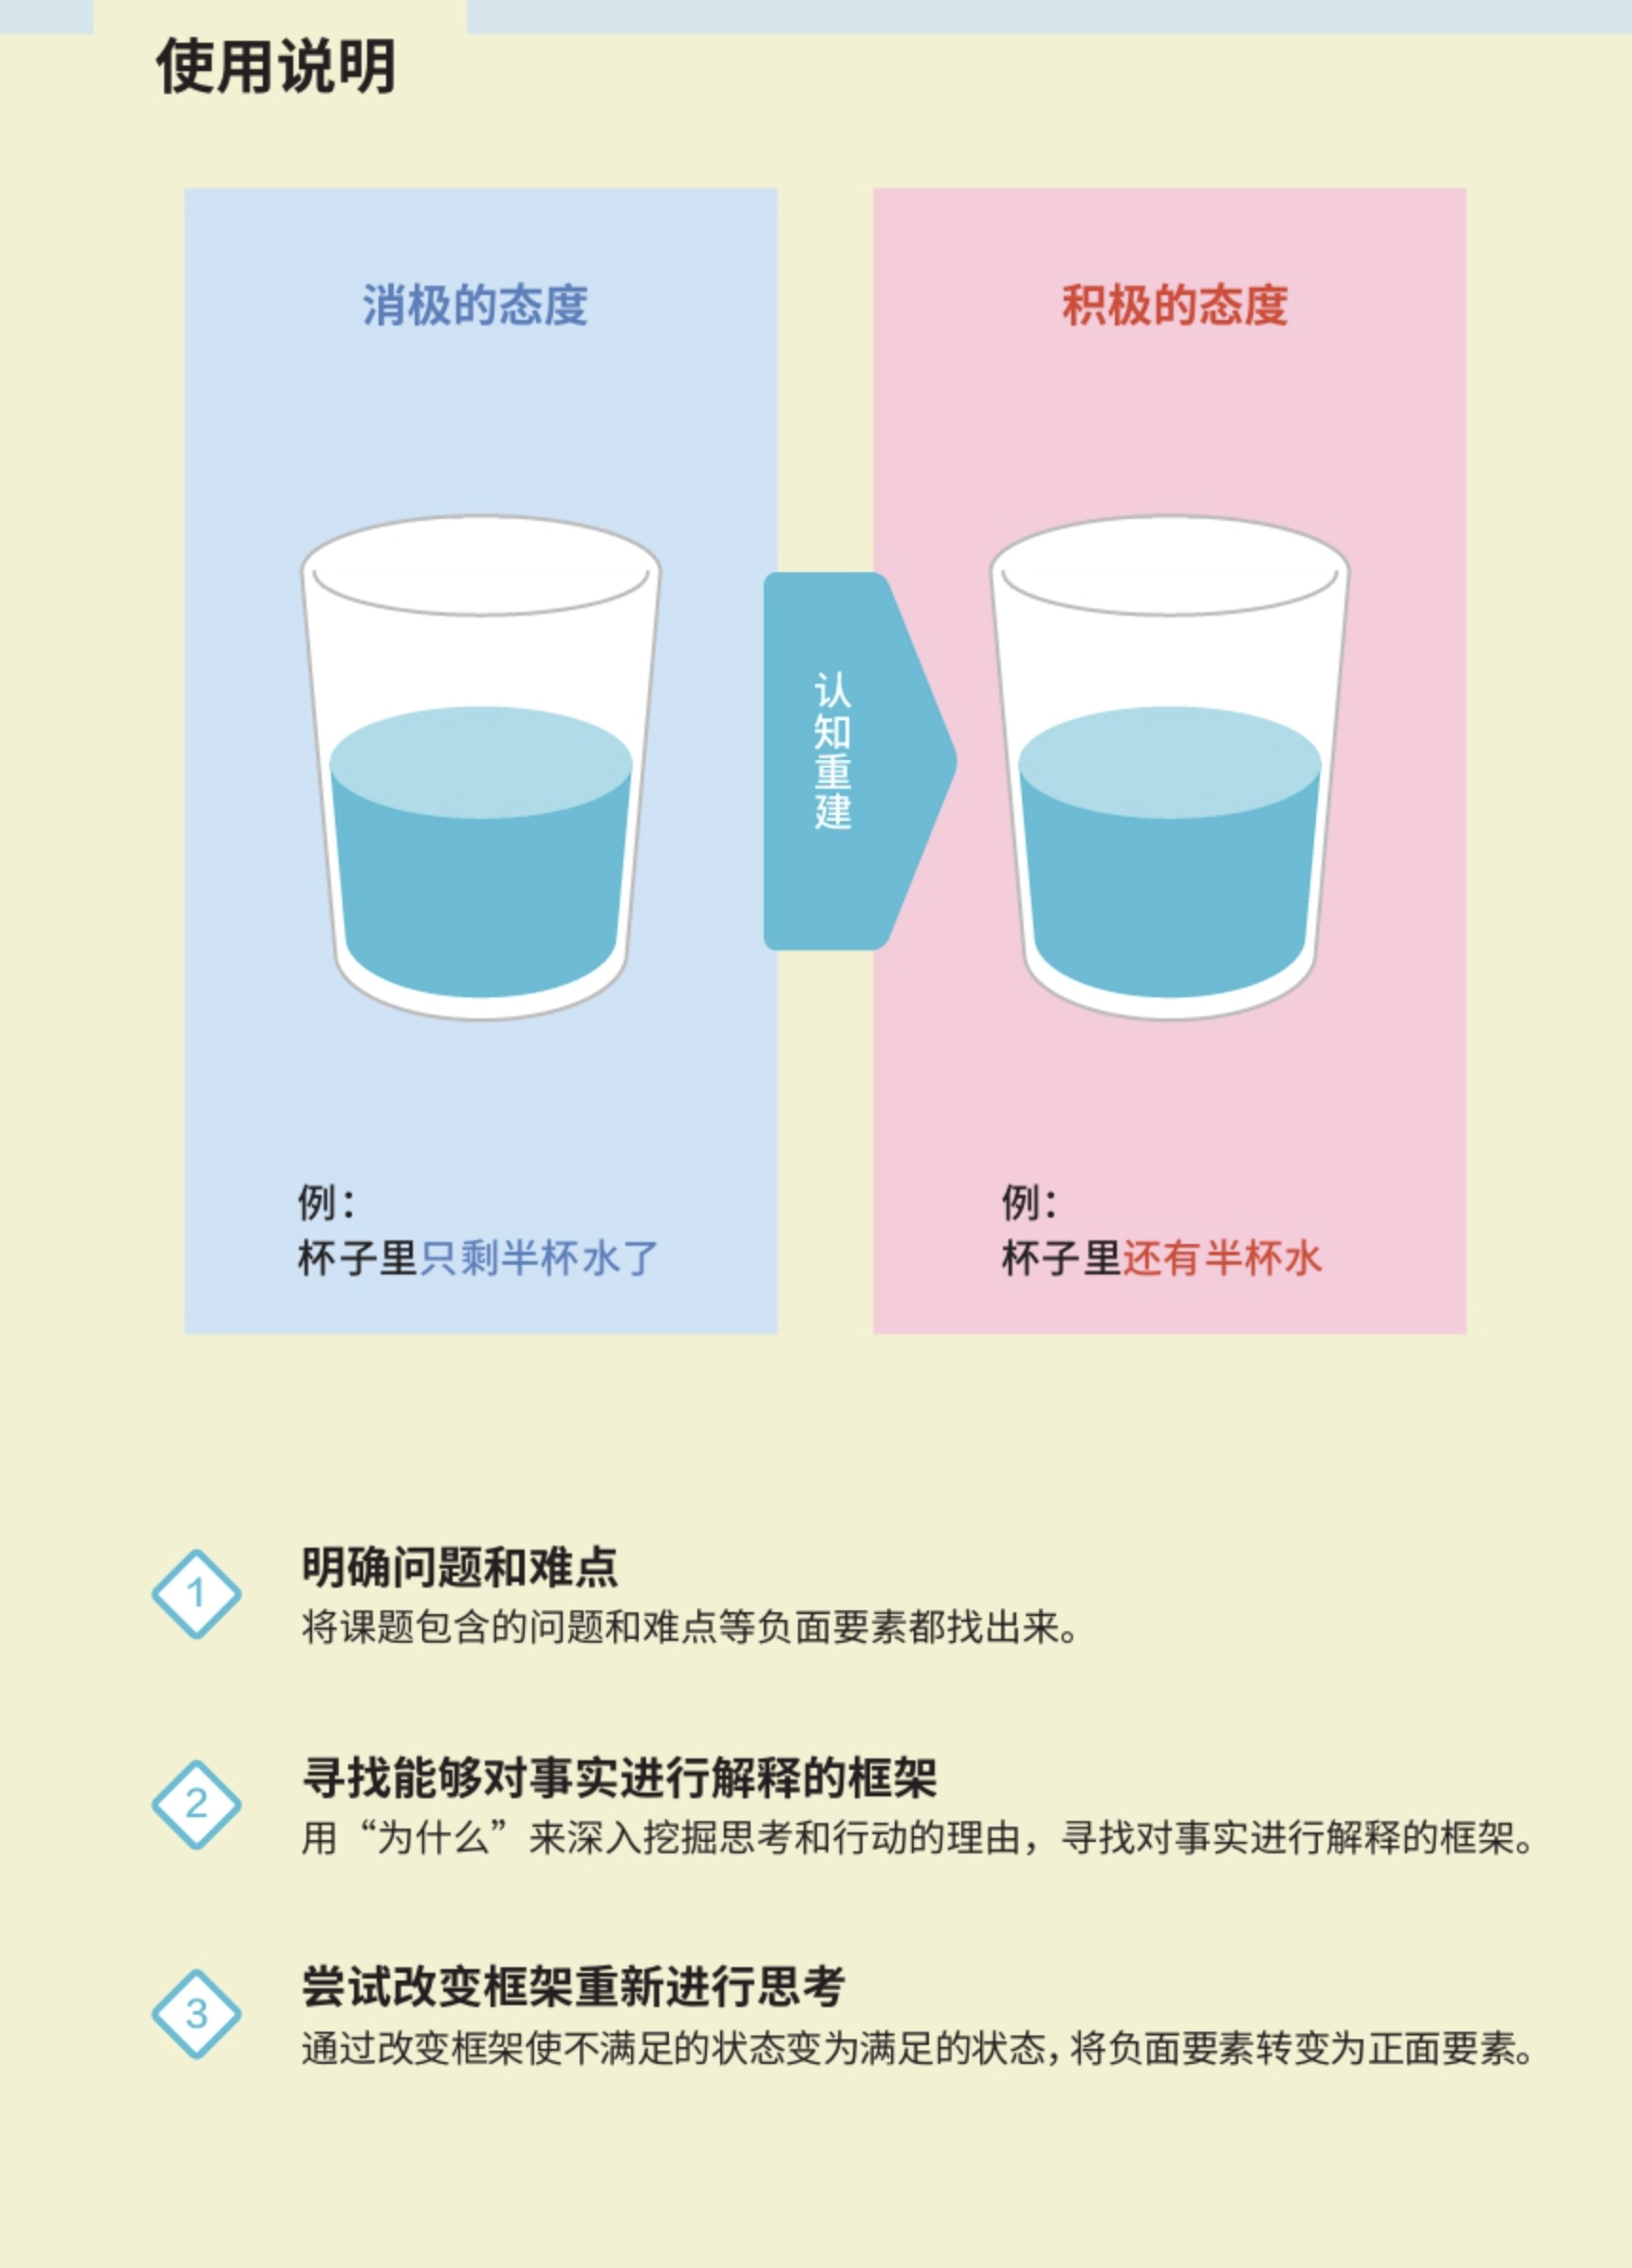 使用说明
消极的态度
积极的态度
认知重建
例：
杯子里只剩半杯水了
例：
杯子里还有半杯水
1
明确问题和难点
将课题包含的问题和难点等负面要素都找出来。
2
寻找能够对事实进行解释的框架
用“为什么”来深入挖掘思考和行动的理由，寻找对事实进行解释的框架。
3
尝试改变框架重新进行思考
通过改变框架使不满足的状态变为满足的状态，将负面要素转变为正面要素。